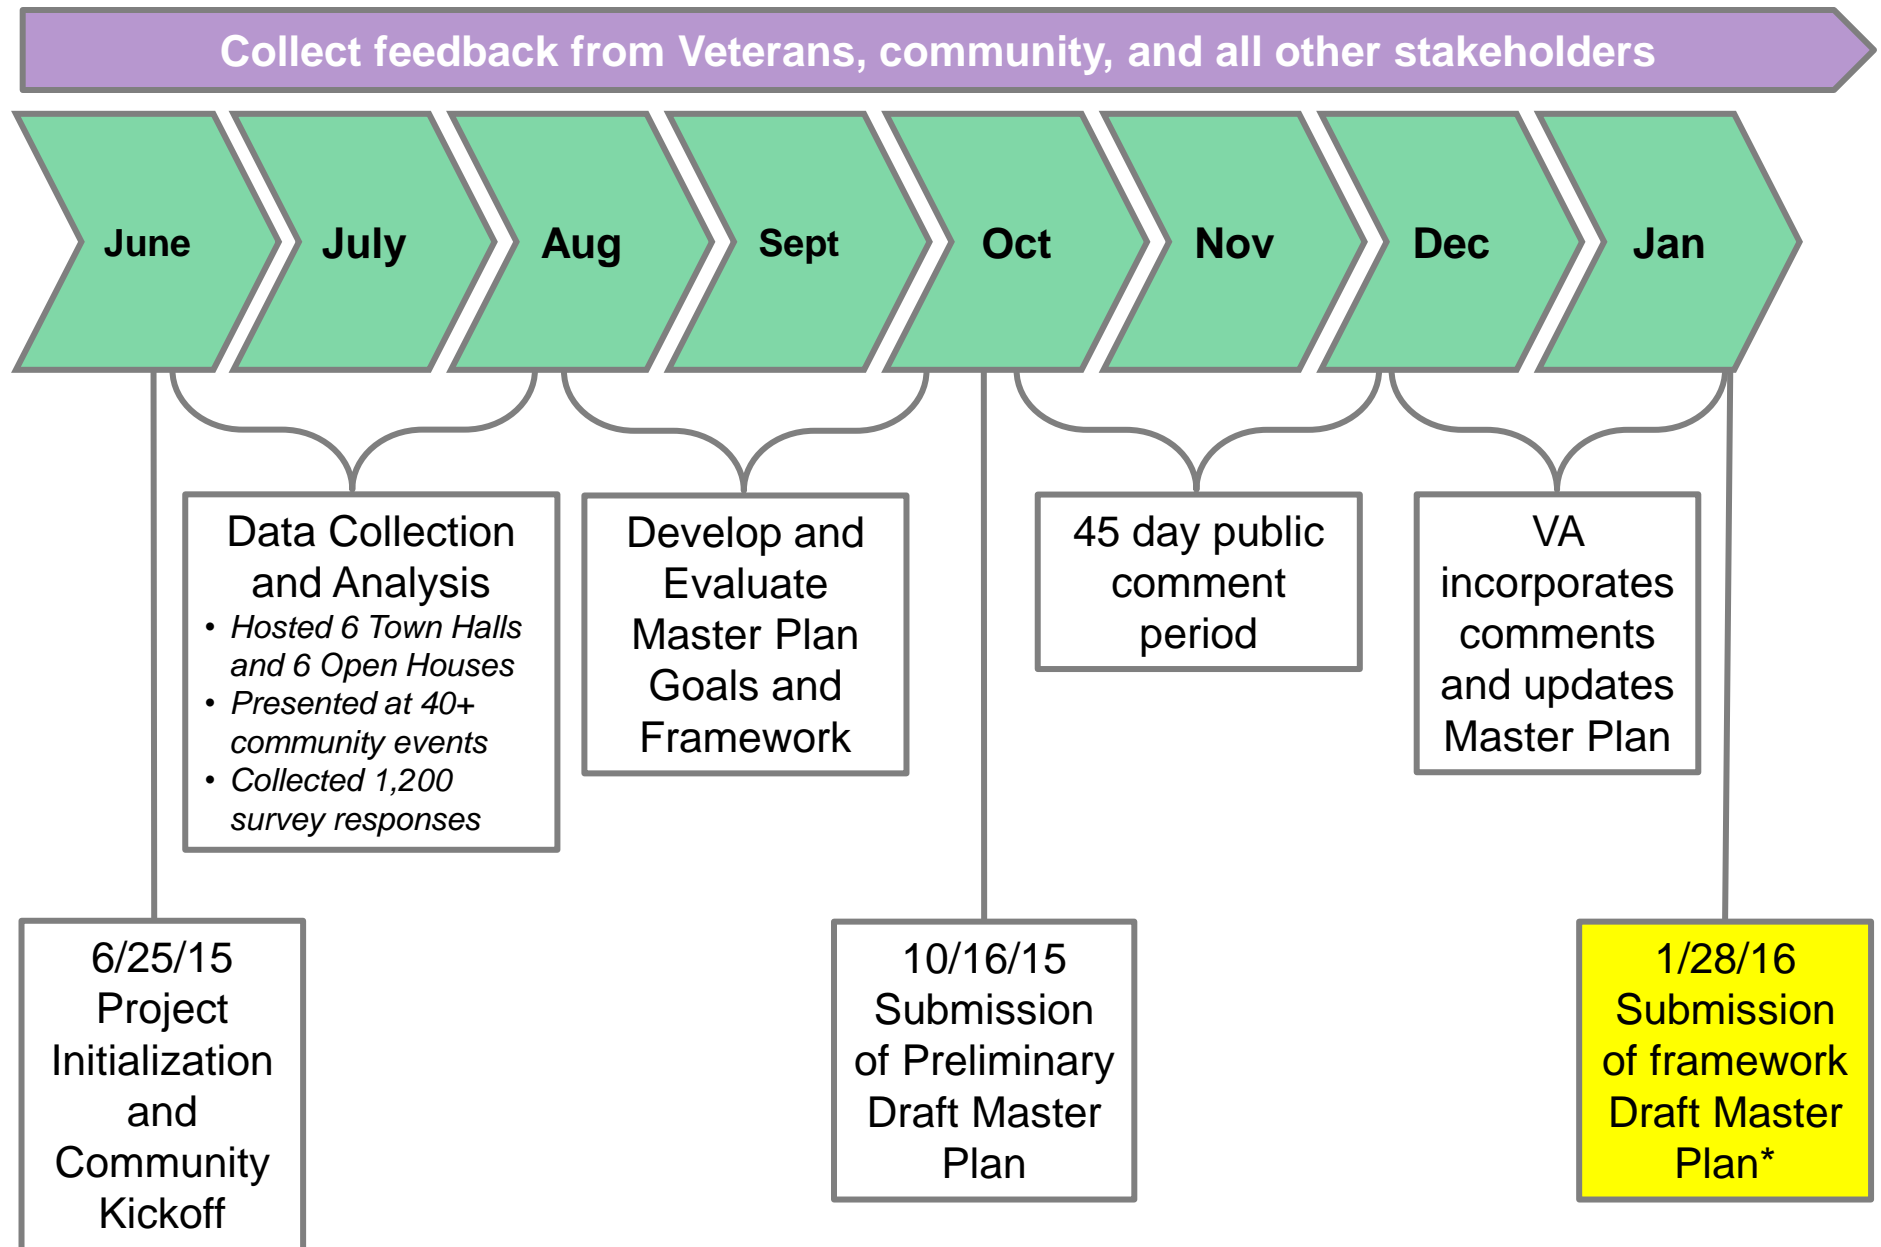 Collect feedback from Veterans, community, and all other stakeholders
June
July
Aug
Sept
Oct
Nov
Dec
Jan
Data Collection
and Analysis
• Hosted 6 Town Halls
and 6 Open Houses
• Presented at 40+
community events
• Collected 1,200
survey responses
Develop and
Evaluate
Master Plan
Goals and
Framework
45 day public
comment
period
VA
incorporates
comments
and updates
Master Plan
6/25/15
Project
Initialization
and
Community
Kickoff
10/16/15
Submission
of Preliminary
Draft Master
Plan
1/28/16
Submission
of framework
Draft Master
Plan*